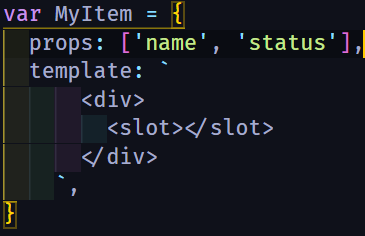 var MyItem = {
  props: ['name', 'status'],
  template: `
      <div>
        <slot></slot>
      </div>
    `,
}